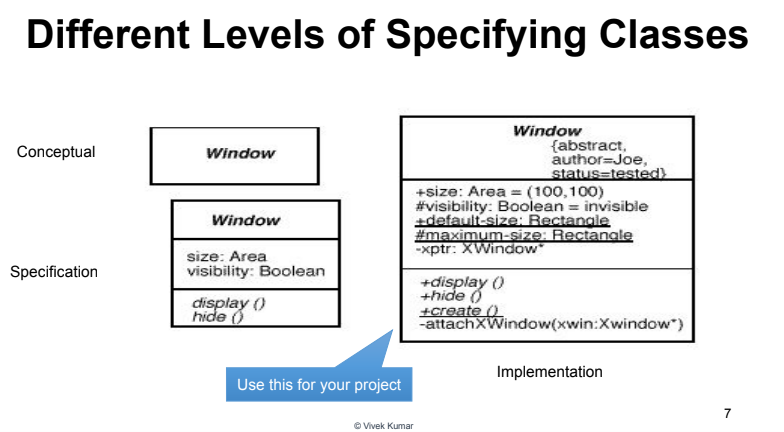 Different Levels of Specifying Classes
Conceptual
Window
Specification
Window
size: Area
visibility: Boolean
display ()
hide ()
Window
{abstract,
author=Joe,
status=tested}
+size: Area = (100,100)
#visibility: Boolean = invisible
+default-size: Rectangle
#maximum-size: Rectangle
-xptr: XWindow*
+display ()
+hide ()
+create ()
-attachXWindow(xwin:Xwindow*)
Implementation
Use this for your project
© Vivek Kumar
7